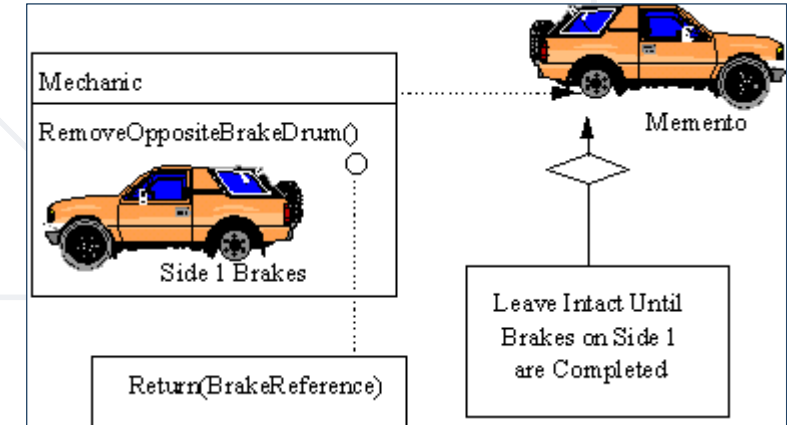 Mechanic
RemoveOppositeBrakeDrum()
Side 1 Brakes
Return(BrakeReference)
Memento
Leave Intact Until
Brakes on Side 1
are Completed